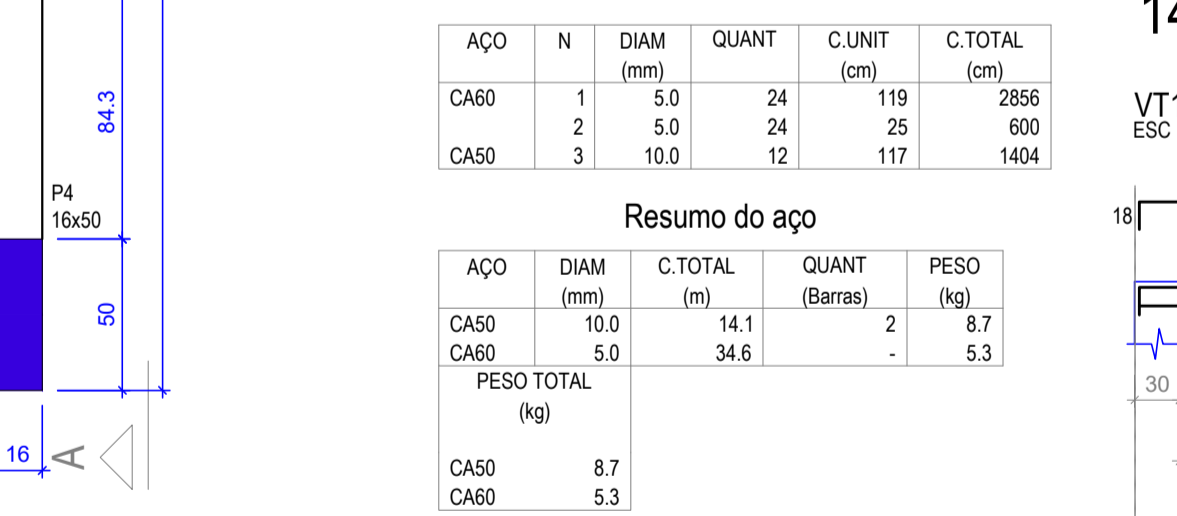 84.3
P4
16x50
50
16
A
AÇO N DIAM QUANT C.UNIT C.TOTAL
(mm) (cm) (cm)
CA60 1 5.0 24 119 2856
2 5.0 24 25 600
CA50 3 10.0 12 117 1404
Resumo do aço
AÇO DIAM C.TOTAL QUANT PESO
(mm) (m) (Barras) (kg)
CA50 10.0 14.1 2 8.7
CA60 5.0 34.6 - 5.3
PESO TOTAL
(kg)
CA50 8.7
CA60 5.3
ESC
18
30